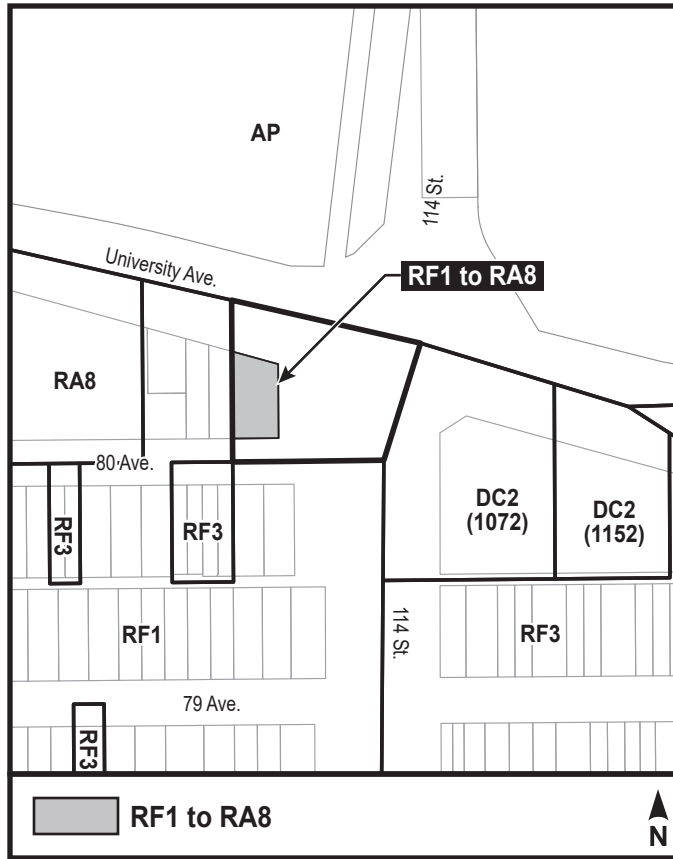 AP
114 St.
University Ave.
RF1 to RA8
RA8
80 Ave.
RF3
RF3
DC2
(1072)
DC2
(1152)
RF1
114 St.
RF3
79 Ave.
RF3
RF1 to RA8
N